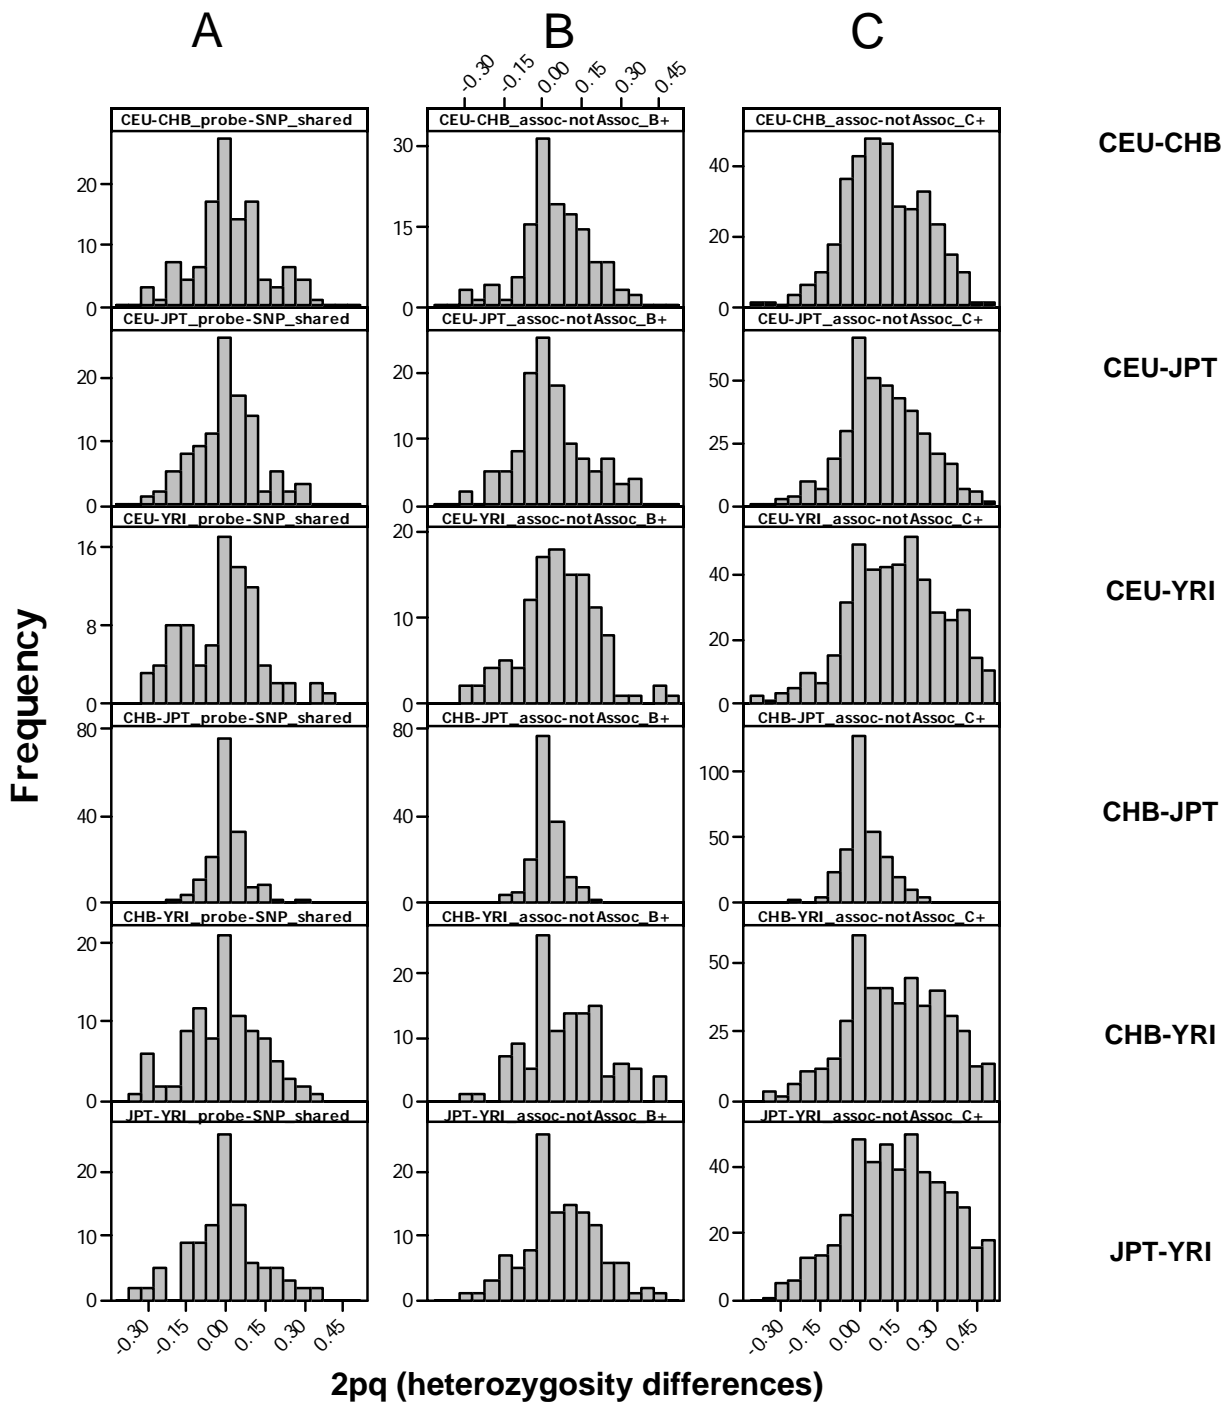 A B C
-0.30 -0.15 0.00 0.15 0.30 0.45
CEU-CHB_probe-SNP_shared CEU-CHB_assoc-notAssoc_B+ CEU-CHB_assoc-notAssoc_C+
20 10 0
30 15 0
40 20 0
CEU-CHB
CEU-JPT_probe-SNP_shared CEU-JPT_assoc-notAssoc_B+ CEU-JPT_assoc-notAssoc_C+
20 10 0
20 10 0
50 25 0
CEU-JPT
CEU-YRI_probe-SNP_shared CEU-YRI_assoc-notAssoc_B+ CEU-YRI_assoc-notAssoc_C+
16 8 0
20 10 0
40 20 0
CEU-YRI
Frequency
CHB-JPT_probe-SNP_shared CHB-JPT_assoc-notAssoc_B+ CHB-JPT_assoc-notAssoc_C+
80 40 0
80 40 0
100 50 0
CHB-JPT
CHB-YRI_probe-SNP_shared CHB-YRI_assoc-notAssoc_B+ CHB-YRI_assoc-notAssoc_C+
20 10 0
20 10 0
50 25 0
CHB-YRI
JPT-YRI_probe-SNP_shared JPT-YRI_assoc-notAssoc_B+ JPT-YRI_assoc-notAssoc_C+
20 10 0
20 10 0
40 20 0
JPT-YRI
-0.30 -0.15 0.00 0.15 0.30 0.45
-0.30 -0.15 0.00 0.15 0.30 0.45
2pq (heterozygosity differences)